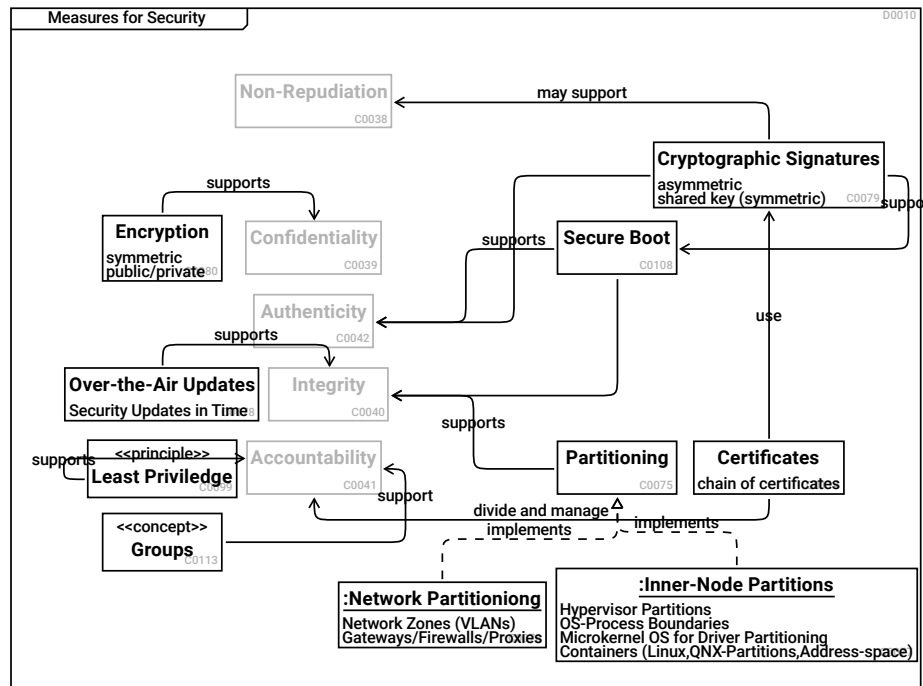 Measures for Security
D0010
Non-Repudiation
C0038
may support
Cryptographic Signatures
asymmetric
shared key (symmetric)
C0079
supports
Encryption
symmetric
public/private
Confidentiality
C0039
supports
Secure Boot
C0108
Authenticity
C0042
use
supports
Over-the-Air Updates
Security Updates in Time
Integrity
C0040
supports
<<principle>>
supports
Least Priviledge
C0099
Accountability
C0041
support
Partitioning
C0075
Certificates
chain of certificates
divide and manage
<<concept>>
Groups
C0113
implements
implements
:Network Partitioniong
Network Zones (VLANs)
Gateways/Firewalls/Proxies
:Inner-Node Partitions
Hypervisor Partitions
OS-Process Boundaries
Microkernel OS for Driver Partitioning
Containers (Linux,QNX-Partitions,Address-space)